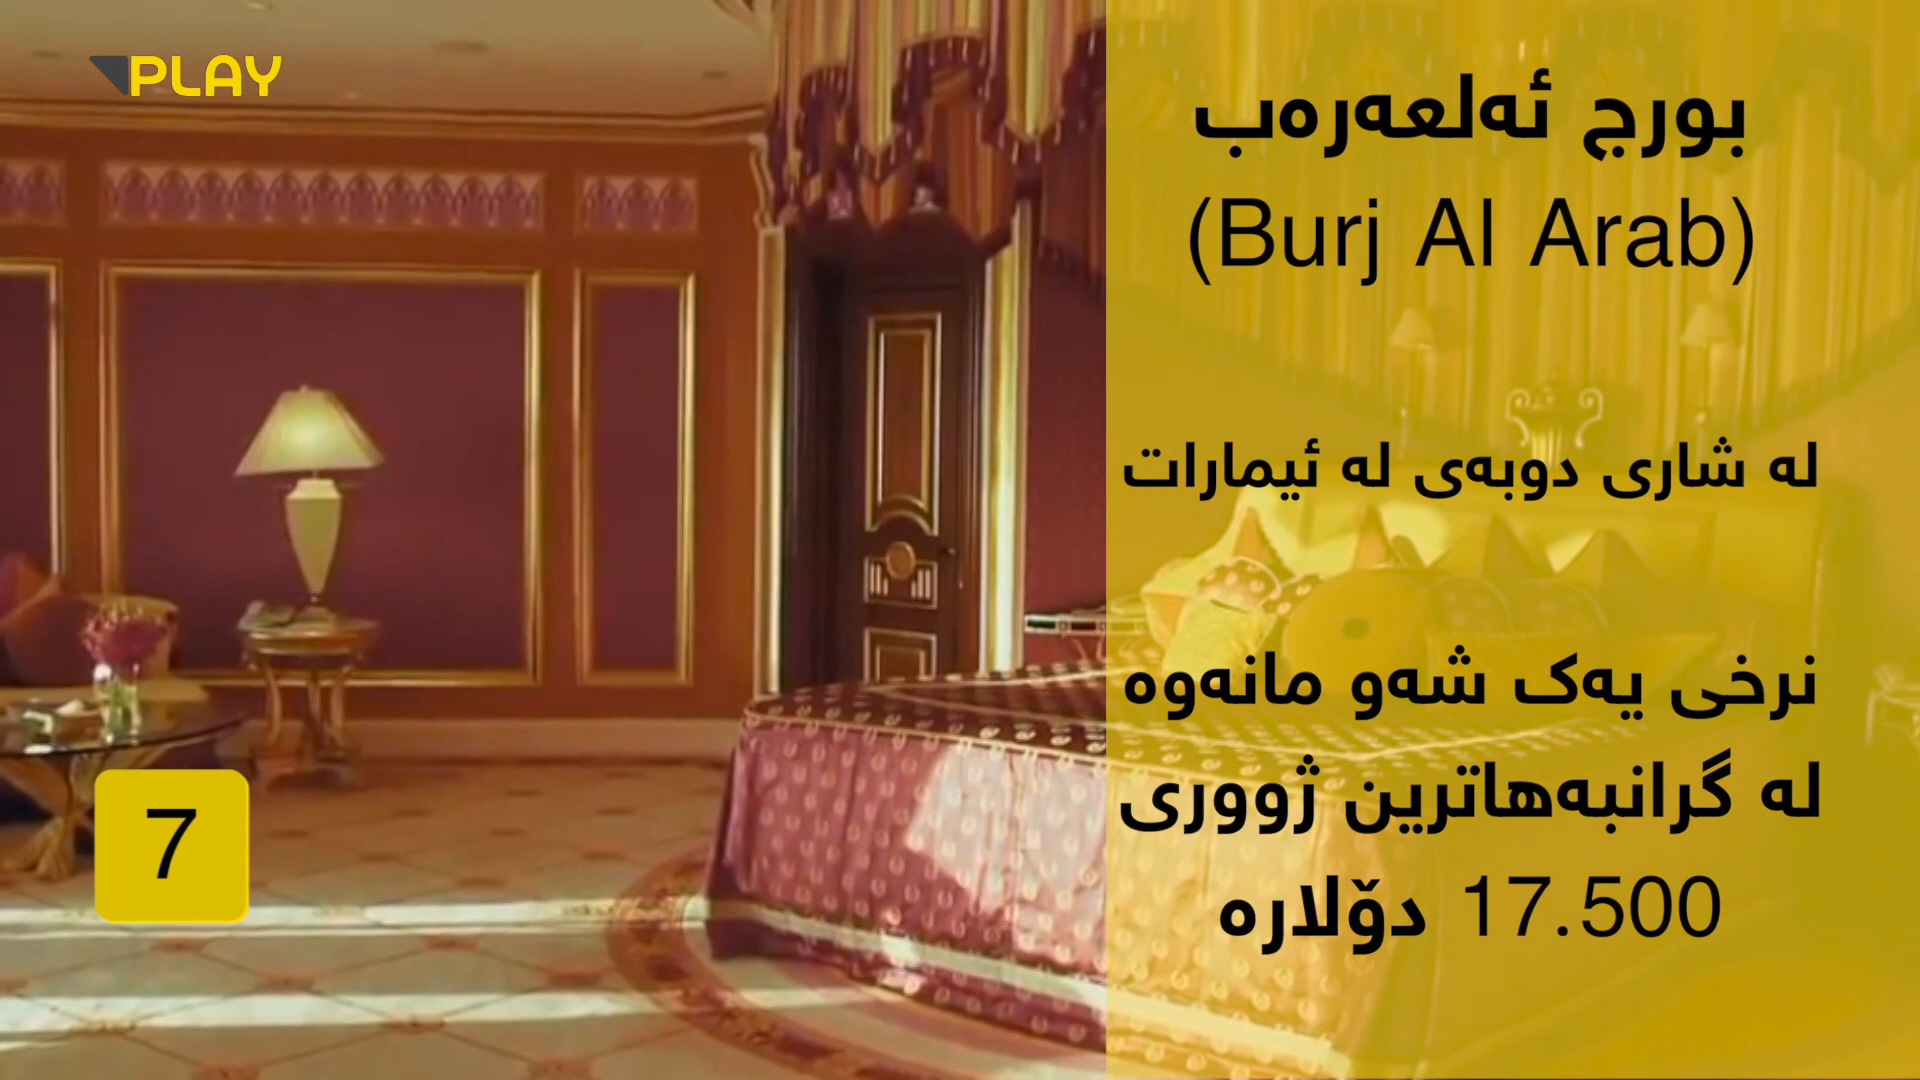 PLAY
بورج ئەلعەرەب
(Burj Al Arab)
لە شاری دوبەی لە ئیمارات
نرخی یەک شەو مانەوە
لە گرانبەهاترین ژووری
17.500 دۆلارە
7